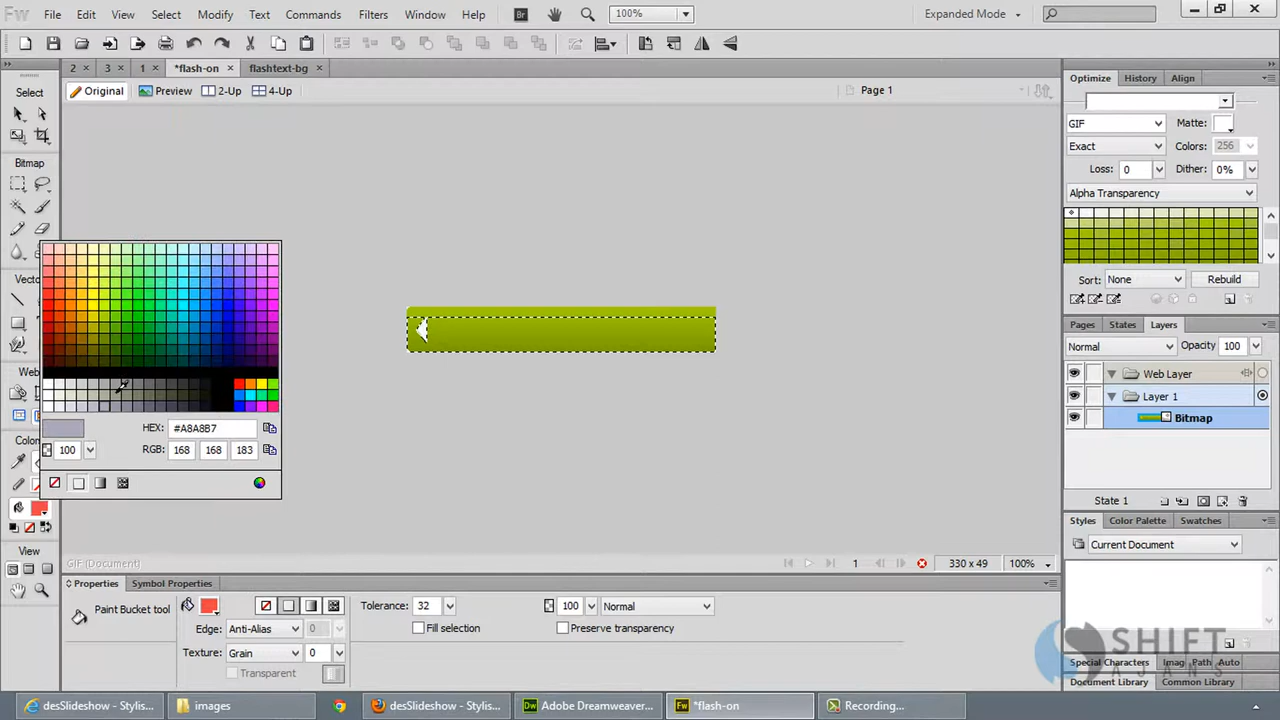 Fw File Edit View Select Modify Text Commands Filters Window Help Br 100% Expanded Mode
2 3 1 *flash-on flashtext-bg
Original Preview 2-Up 4-Up Page 1
Select
Bitmap
Vecto
Web
Color
View
HEX: #A8A8B7
100 RGB: 168 168 183
GIF (Document) 1 330 x 49 100%
Properties Symbol Properties
Paint Bucket tool
Edge: Anti-Alias 0
Texture: Grain 0
Transparent
Tolerance: 32 100 Normal
Fill selection Preserve transparency
Optimize History Align
GIF Matte:
Exact Colors: 256
Loss: 0 Dither: 0%
Alpha Transparency
Sort: None Rebuild
Pages States Layers
Normal Opacity 100
Web Layer
Layer 1
Bitmap
State 1
Styles Color Palette Swatches
Current Document
SHIFT
AJANS
Special Characters Imag Path Auto
Document Library Common Library
desSlideshow - Styl... images desSlideshow - Styl... Adobe Dreamweaver... *flash-on Recording...